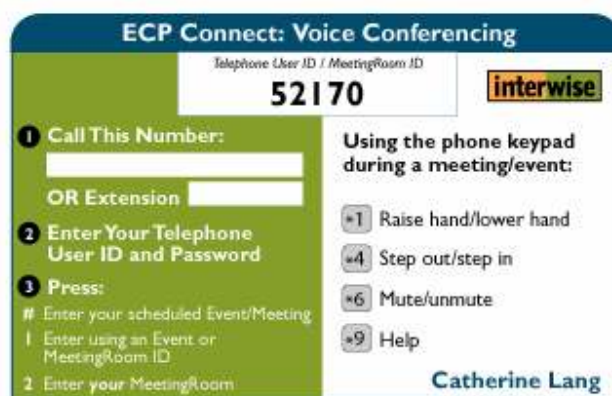 ECP Connect: Voice Conferencing
Telephone User ID / MeetingRoom ID
52170
interwise
1 Call This Number:
OR Extension
2 Enter Your Telephone
User ID and Password
3 Press:
# Enter your scheduled Event/Meeting
1 Enter using an Event or
MeetingRoom ID
2 Enter your MeetingRoom
Using the phone keypad
during a meeting/event:
*1 Raise hand/lower hand
*4 Step out/step in
*6 Mute/unmute
*9 Help
Catherine Lang